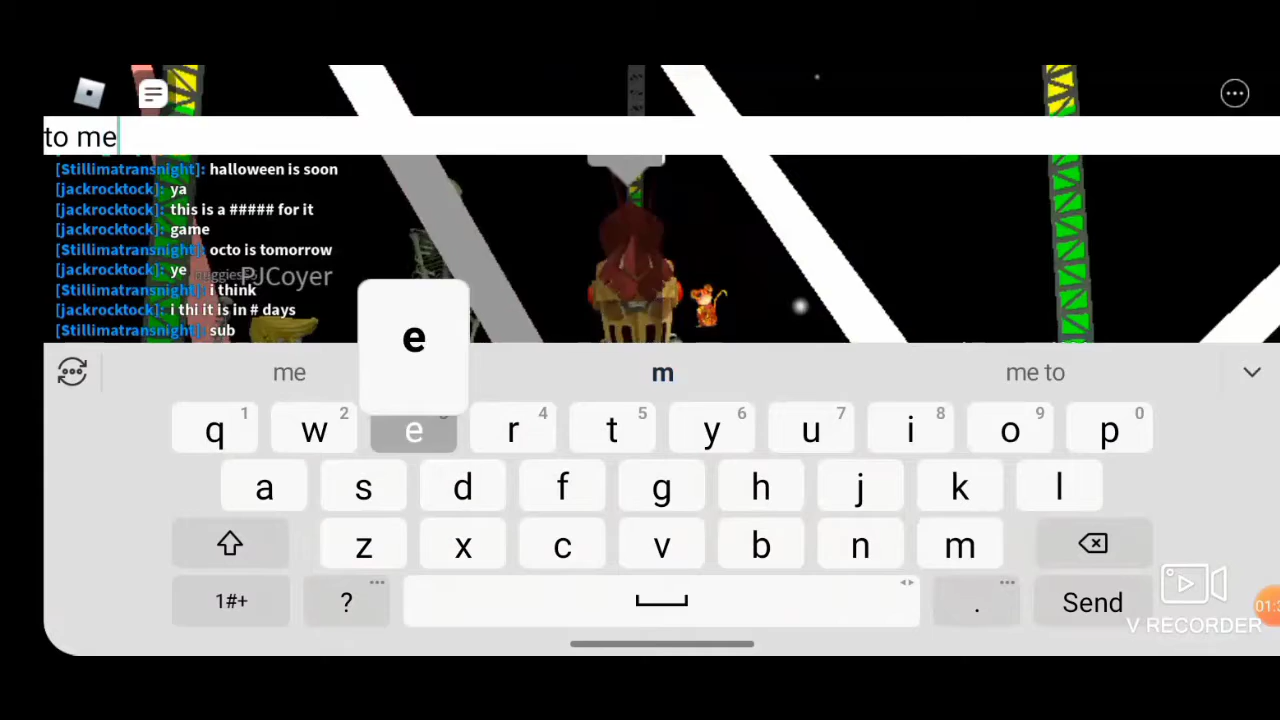 to me
[Stillimatransnight]: halloween is soon
[jackrocktock]: ya
[jackrocktock]: this is a ##### for it
[jackrocktock]: game
[Stillimatransnight]: octo is tomorrow
[jackrocktock]: ye
PJCoyer
[Stillimatransnight]: i think
[jackrocktock]: i thi it is in # days
[Stillimatransnight]: sub
e
me m me to
q 1 w 2 e r 4 t 5 y 6 u 7 i 8 o 9 p 0
a s d f g h j k l
z x c v b n m
1#+ ? . Send
01:3
V RECORDER